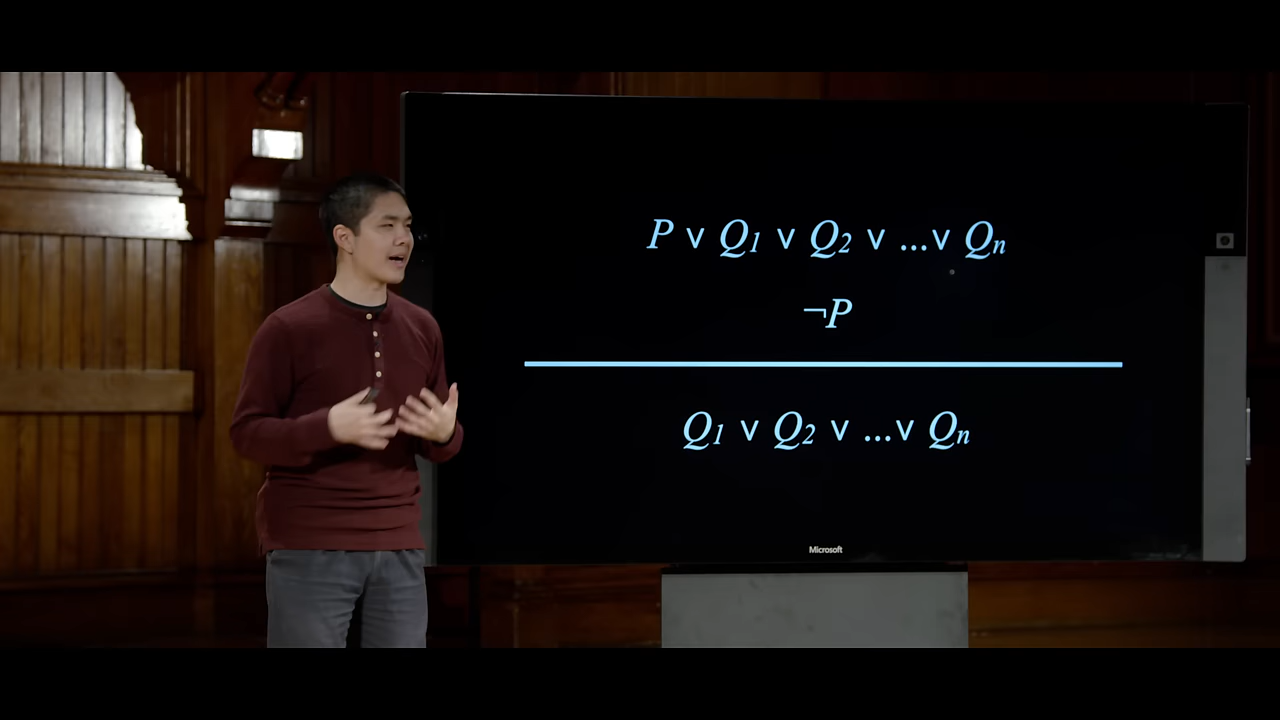 P ∨ Q₁ ∨ Q₂ ∨ ...∨ Qₙ
¬P
Q₁ ∨ Q₂ ∨ ...∨ Qₙ
Microsoft